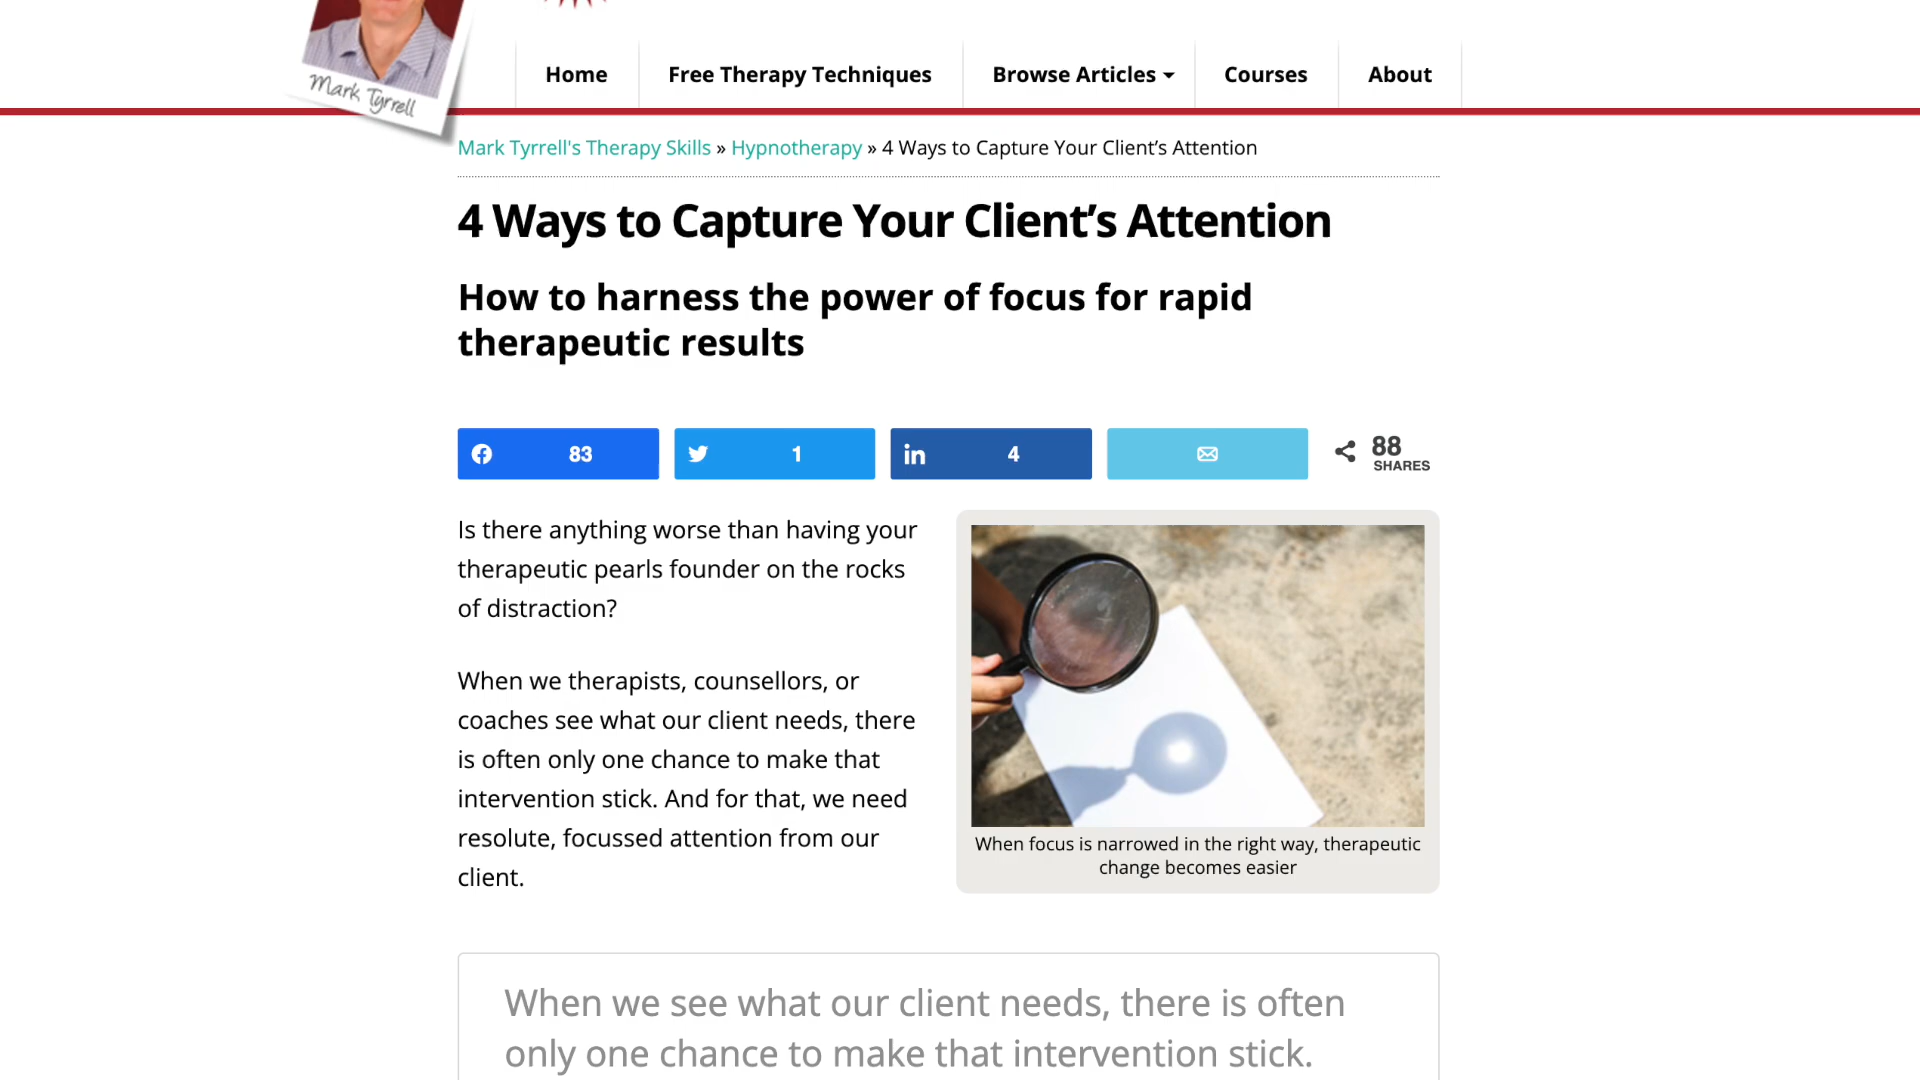 Mark Tyrrell
Home
Free Therapy Techniques
Browse Articles
Courses
About
Mark Tyrrell's Therapy Skills » Hypnotherapy » 4 Ways to Capture Your Client’s Attention
4 Ways to Capture Your Client’s Attention
How to harness the power of focus for rapid
therapeutic results
83
1
in 4
88
SHARES
Is there anything worse than having your
therapeutic pearls founder on the rocks
of distraction?
When we therapists, counsellors, or
coaches see what our client needs, there
is often only one chance to make that
intervention stick. And for that, we need
resolute, focussed attention from our
client.
When focus is narrowed in the right way, therapeutic
change becomes easier
When we see what our client needs, there is often
only one chance to make that intervention stick.